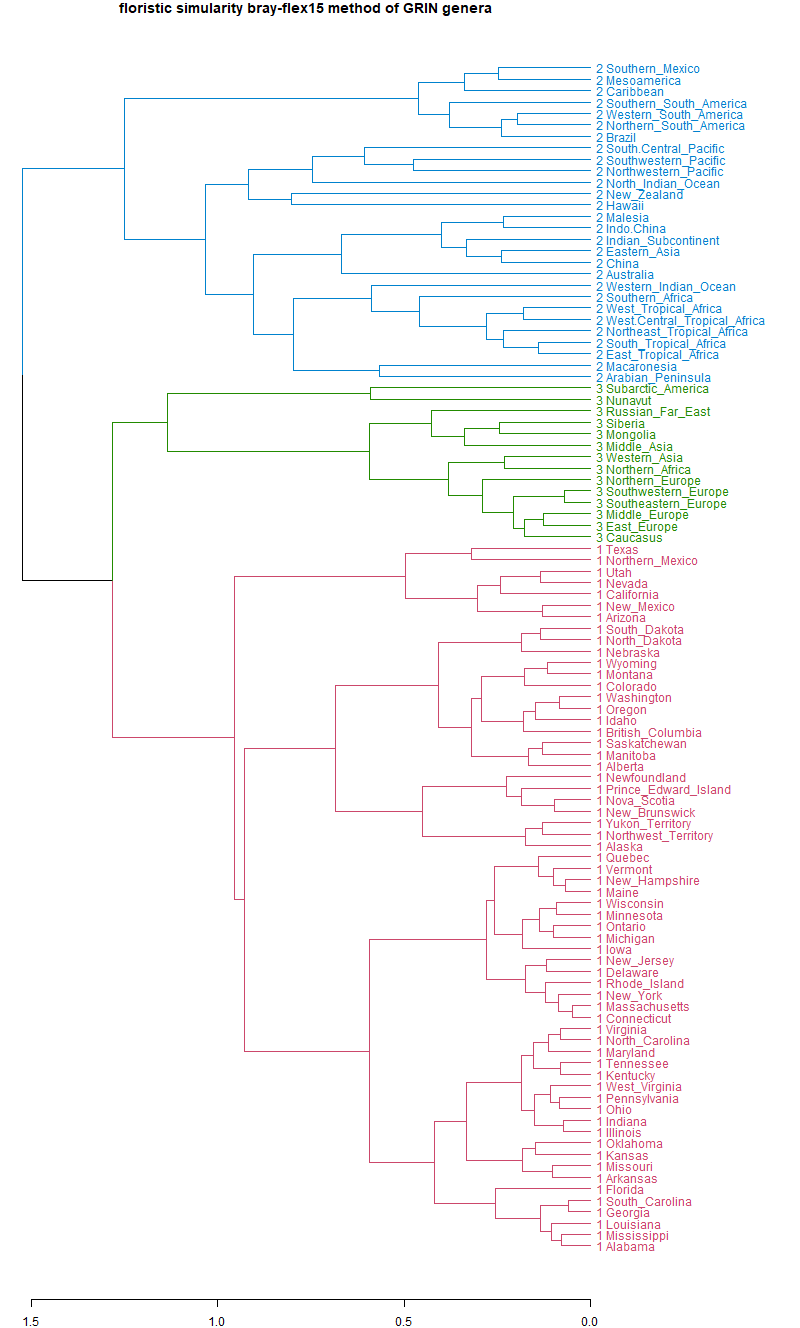 floristic simularity bray-flex15 method of GRIN genera
2 Southern_Mexico
2 Mesoamerica
2 Caribbean
2 Southern_South_America
2 Western_South_America
2 Northern_South_America
2 Brazil
2 South.Central_Pacific
2 Southwestern_Pacific
2 Northwestern_Pacific
2 North_Indian_Ocean
2 New_Zealand
2 Hawaii
2 Malesia
2 Indo.China
2 Indian_Subcontinent
2 Eastern_Asia
2 China
2 Australia
2 Western_Indian_Ocean
2 Southern_Africa
2 West_Tropical_Africa
2 West.Central_Tropical_Africa
2 Northeast_Tropical_Africa
2 South_Tropical_Africa
2 East_Tropical_Africa
2 Macaronesia
2 Arabian_Peninsula
3 Subarctic_America
3 Nunavut
3 Russian_Far_East
3 Siberia
3 Mongolia
3 Middle_Asia
3 Western_Asia
3 Northern_Africa
3 Northern_Europe
3 Southwestern_Europe
3 Southeastern_Europe
3 Middle_Europe
3 East_Europe
3 Caucasus
1 Texas
1 Northern_Mexico
1 Utah
1 Nevada
1 California
1 New_Mexico
1 Arizona
1 South_Dakota
1 North_Dakota
1 Nebraska
1 Wyoming
1 Montana
1 Colorado
1 Washington
1 Oregon
1 Idaho
1 British_Columbia
1 Saskatchewan
1 Manitoba
1 Alberta
1 Newfoundland
1 Prince_Edward_Island
1 Nova_Scotia
1 New_Brunswick
1 Yukon_Territory
1 Northwest_Territory
1 Alaska
1 Quebec
1 Vermont
1 New_Hampshire
1 Maine
1 Wisconsin
1 Minnesota
1 Ontario
1 Michigan
1 Iowa
1 New_Jersey
1 Delaware
1 Rhode_Island
1 New_York
1 Massachusetts
1 Connecticut
1 Virginia
1 North_Carolina
1 Maryland
1 Tennessee
1 Kentucky
1 West_Virginia
1 Pennsylvania
1 Ohio
1 Indiana
1 Illinois
1 Oklahoma
1 Kansas
1 Missouri
1 Arkansas
1 Florida
1 South_Carolina
1 Georgia
1 Louisiana
1 Mississippi
1 Alabama
1.5 1.0 0.5 0.0